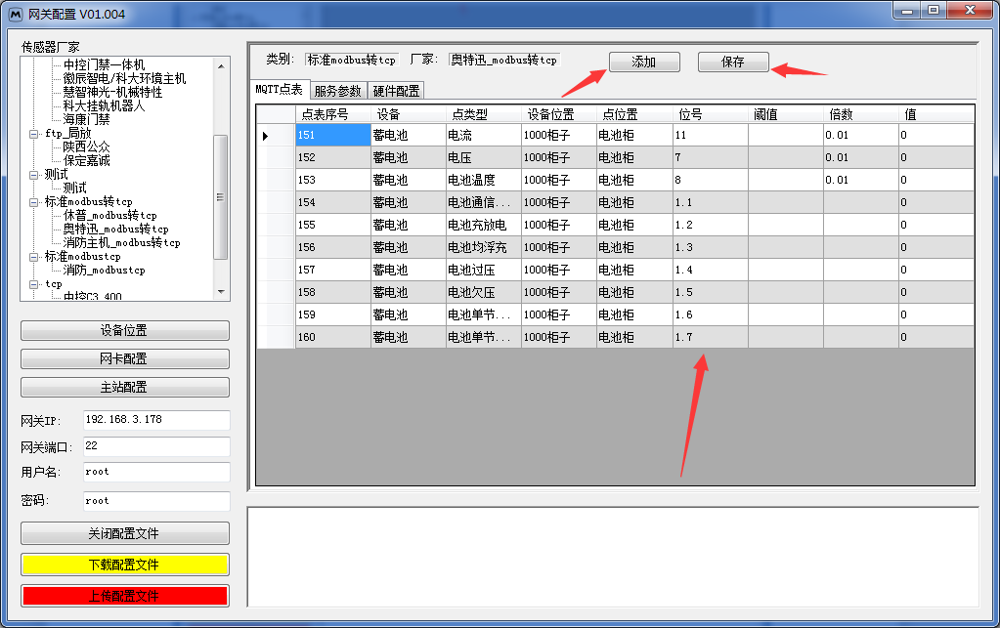 网关配置 V01.004
传感器厂家
中控门禁一体机
徽辰智电/科大环境主机
慧智神光-机械特性
科大挂轨机器人
海康门禁
ftp_局放
陕西公众
保定嘉诚
测试
测试
标准modbus转tcp
休普_modbus转tcp
奥特迅_modbus转tcp
消防主机_modbus转tcp
标准modbustcp
消防_modbustcp
tcp
中控C3_400
设备位置
网卡配置
主站配置
网关IP: 192.168.3.178
网关端口: 22
用户名: root
密码: root
关闭配置文件
下载配置文件
上传配置文件
类别: 标准modbus转tcp 厂家: 奥特迅_modbus转tcp 添加 保存
MQTT点表 服务参数 硬件配置
点表序号 设备 点类型 设备位置 点位置 位号 阈值 倍数 值
151 蓄电池 电流 1000柜子 电池柜 11 0.01 0
152 蓄电池 电压 1000柜子 电池柜 7 0.01 0
153 蓄电池 电池温度 1000柜子 电池柜 8 0.01 0
154 蓄电池 电池通信... 1000柜子 电池柜 1.1 0
155 蓄电池 电池充放电 1000柜子 电池柜 1.2 0
156 蓄电池 电池均浮充 1000柜子 电池柜 1.3 0
157 蓄电池 电池过压 1000柜子 电池柜 1.4 0
158 蓄电池 电池欠压 1000柜子 电池柜 1.5 0
159 蓄电池 电池单节... 1000柜子 电池柜 1.6 0
160 蓄电池 电池单节... 1000柜子 电池柜 1.7 0